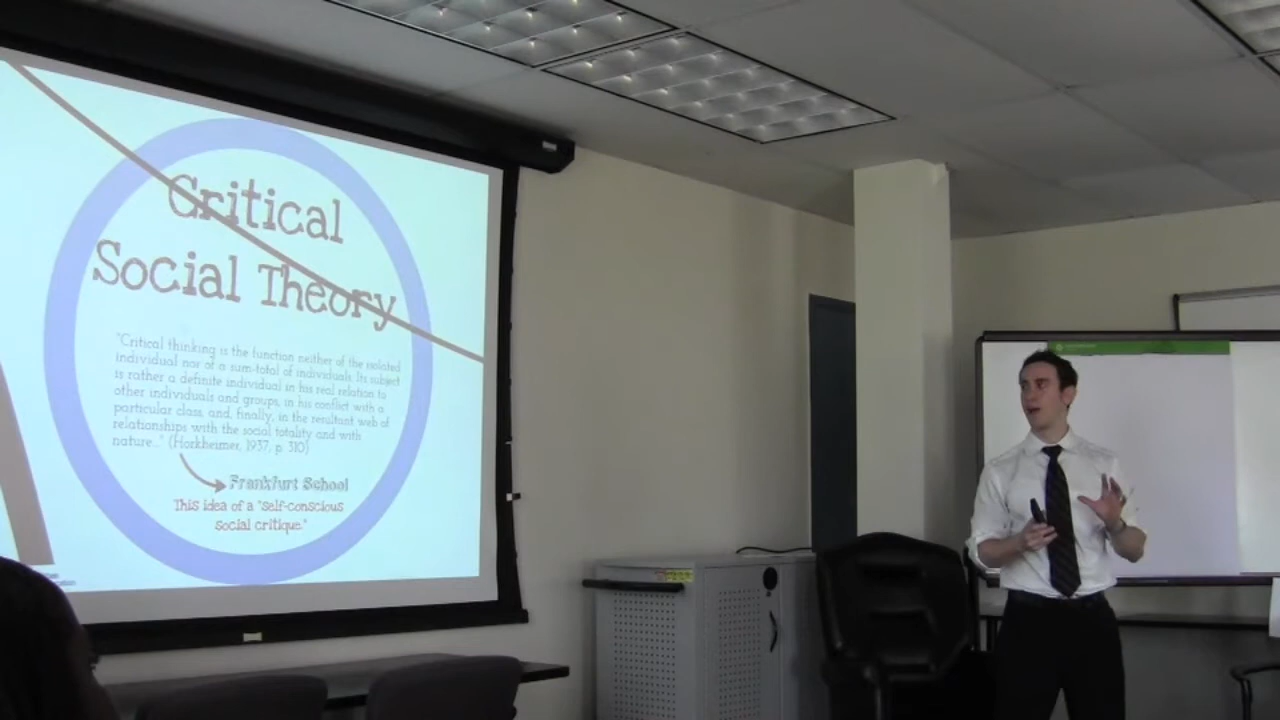 Critical
Social Theory
"Critical thinking is the function neither of the isolated
individual nor of a sum-total of individuals. Its subject
is rather a definite individual in his real relation to
other individuals and groups, in his conflict with a
particular class, and, finally, in the resultant web of
relationships with the social totality and with
nature..." (Horkheimer, 1937, p. 310)
Frankfurt School
This idea of a "self-conscious
social critique."